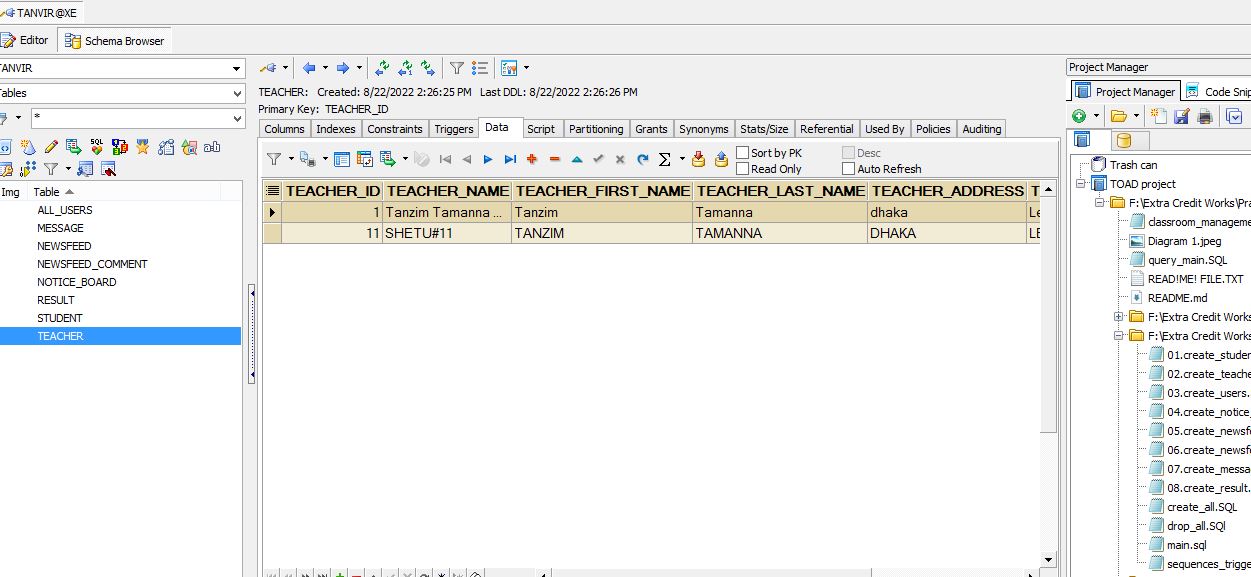 TANVIR@XE
Editor
Schema Browser
TANVIR
Tables
*
Img Table
ALL_USERS
MESSAGE
NEWSFEED
NEWSFEED_COMMENT
NOTICE_BOARD
RESULT
STUDENT
TEACHER
TEACHER: Created: 8/22/2022 2:26:25 PM Last DDL: 8/22/2022 2:26:26 PM
Primary Key: TEACHER_ID
Columns Indexes Constraints Triggers Data Script Partitioning Grants Synonyms Stats/Size Referential Used By Policies Auditing
Sort by PK Desc
Read Only Auto Refresh
TEACHER_ID TEACHER_NAME TEACHER_FIRST_NAME TEACHER_LAST_NAME TEACHER_ADDRESS T
1 Tanzim Tamanna ... Tanzim Tamanna dhaka Le
11 SHETU#11 TANZIM TAMANNA DHAKA LE
Project Manager
Project Manager Code Snip
Trash can
TOAD project
F:\Extra Credit Works\Pra
classroom_manageme
Diagram 1.jpeg
query_main.SQL
READ!ME! FILE.TXT
README.md
F:\Extra Credit Works
F:\Extra Credit Works
01.create_studen
02.create_teache
03.create_users.
04.create_notice_
05.create_newsfe
06.create_newsfe
07.create_messa
08.create_result.
create_all.SQL
drop_all.SQl
main.sql
sequences_trigge